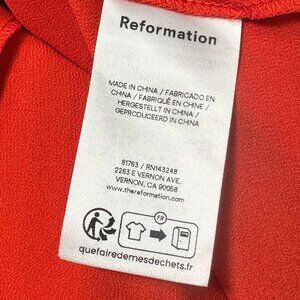 Reformation
MADE IN CHINA / FABRICADO EN
CHINA / FABRIQUÉ EN CHINE /
HERGESTELLT IN CHINA /
GEPRODUCEERD IN CHINA
81763 / RN143248
2263 E VERNON AVE.
VERNON, CA 90058
www.thereformation.com
FR
quefairedemesdechets.fr